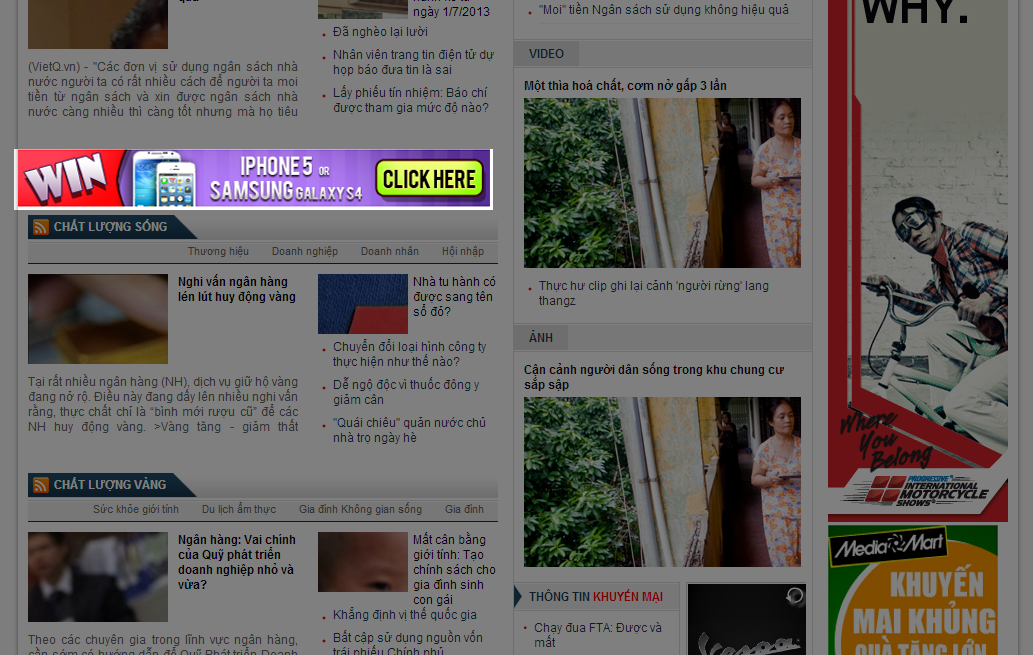 ngày 1/7/2013
Đã nghèo lại lười
Nhân viên trang tin điện tử dự
họp báo đưa tin là sai
Lấy phiếu tín nhiệm: Báo chí
được tham gia mức độ nào?
(VietQ.vn) - "Các đơn vị sử dụng ngân sách nhà
nước người ta có rất nhiều cách để người ta moi
tiền từ ngân sách và xin được ngân sách nhà
nước càng nhiều thì càng tốt nhưng mà họ tiêu
WIN
IPHONE 5 OR
SAMSUNG GALAXY S4
CLICK HERE
CHẤT LƯỢNG SỐNG
Thương hiệu Doanh nghiệp Doanh nhân Hội nhập
Nghi vấn ngân hàng
lén lút huy động vàng
Tại rất nhiều ngân hàng (NH), dịch vụ giữ hộ vàng
đang nở rộ. Điều này đang dấy lên nhiều nghi vấn
rằng, thực chất chỉ là “bình mới rượu cũ” để các
NH huy động vàng. >Vàng tăng - giảm thất
Nhà tu hành có
được sang tên
sổ đỏ?
Chuyển đổi loại hình công ty
thực hiện như thế nào?
Dễ ngộ độc vì thuốc đông y
giảm cân
"Quái chiêu" quản nước chủ
nhà trọ ngày hè
CHẤT LƯỢNG VÀNG
Sức khỏe giới tính Du lịch ẩm thực Gia đình Không gian sống Gia đình
Ngân hàng: Vai chính
của Quỹ phát triển
doanh nghiệp nhỏ và
vừa?
Theo các chuyên gia trong lĩnh vực ngân hàng,
cần sớm có hướng dẫn để Quỹ Phát triển Doanh
Mất cân bằng
giới tính: Tạo
chính sách cho
gia đình sinh
con gái
Khẳng định vị thế quốc gia
Bất cập sử dụng nguồn vốn
trái phiếu Chính phủ
"Moi" tiền Ngân sách sử dụng không hiệu quả
VIDEO
Một thìa hoá chất, cơm nở gấp 3 lần
Thực hư clip ghi lại cảnh 'người rừng' lang
thangz
ẢNH
Cận cảnh người dân sống trong khu chung cư
sắp sập
THÔNG TIN KHUYẾN MẠI
Chạy đua FTA: Được và
mất
Vespa
WHY.
Where
You
Belong
PROGRESSIVE
INTERNATIONAL
MOTORCYCLE
SHOWS
Media Mart
KHUYẾN
MẠI KHỦNG
QUÀ TẶNG LỚN